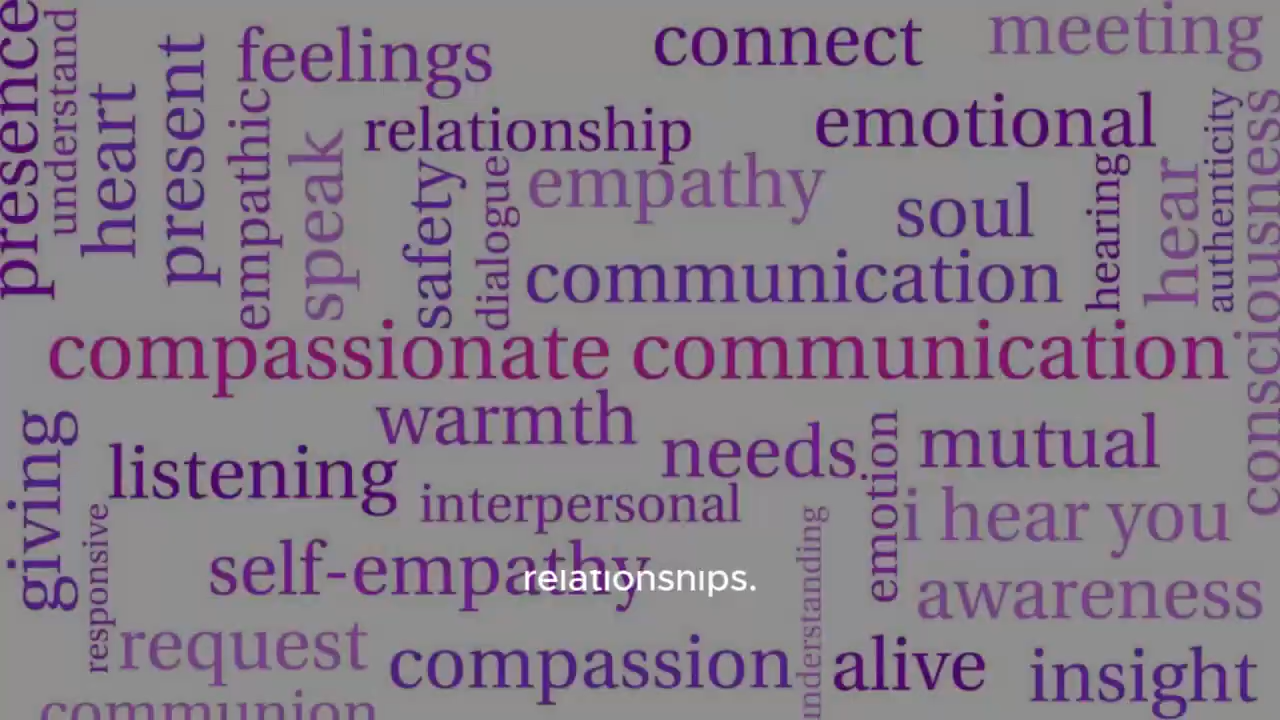 presence
understand
heart
present
feelings
empathic
speak
connect
meeting
relationship
emotional
safety
dialogue
empathy
soul
hearing
hear
authenticity
consciousness
communication
compassionate communication
giving
warmth
listening
needs
emotion
mutual
interpersonal
i hear you
responsive
self-empathy
relationships.
understanding
awareness
request
compassion
alive
insight
communion